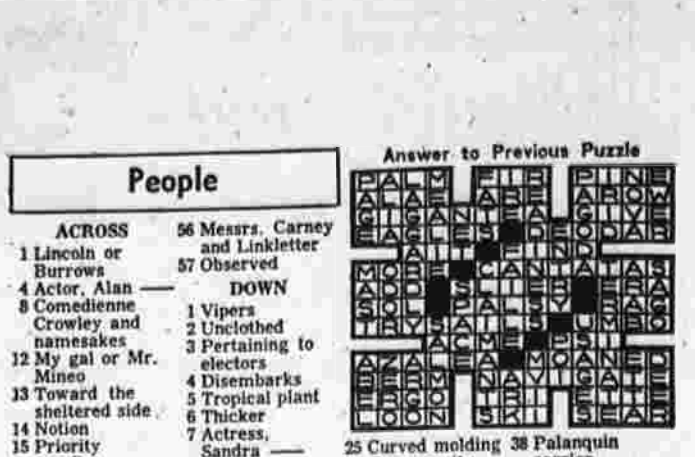 People
ACROSS
1 Lincoln or
Burrows
4 Actor, Alan —
8 Comedienne
Crowley and
namesakes
12 My gal or Mr.
Mineo
13 Toward the
sheltered side
14 Notion
15 Priority
56 Messrs. Carney
and Linkletter
57 Observed
DOWN
1 Vipers
2 Unclothed
3 Pertaining to
electors
4 Disembarks
5 Tropical plant
6 Thicker
7 Actress,
Sandra —
Answer to Previous Puzzle
PALM FIR PINE
ALAE ARE AROW
GIGANTEA GIVE
EAGLES DEODAR
AIT FIND
MORE CANTATAS
ADD SLIER ERA
SOL PALSY RAG
TRYSAILS UMBO
ACME PSI
MOANED
BERM NAVIGATE
ERGO TRI
LOON SKI SEAR
25 Curved molding
38 Palanquin